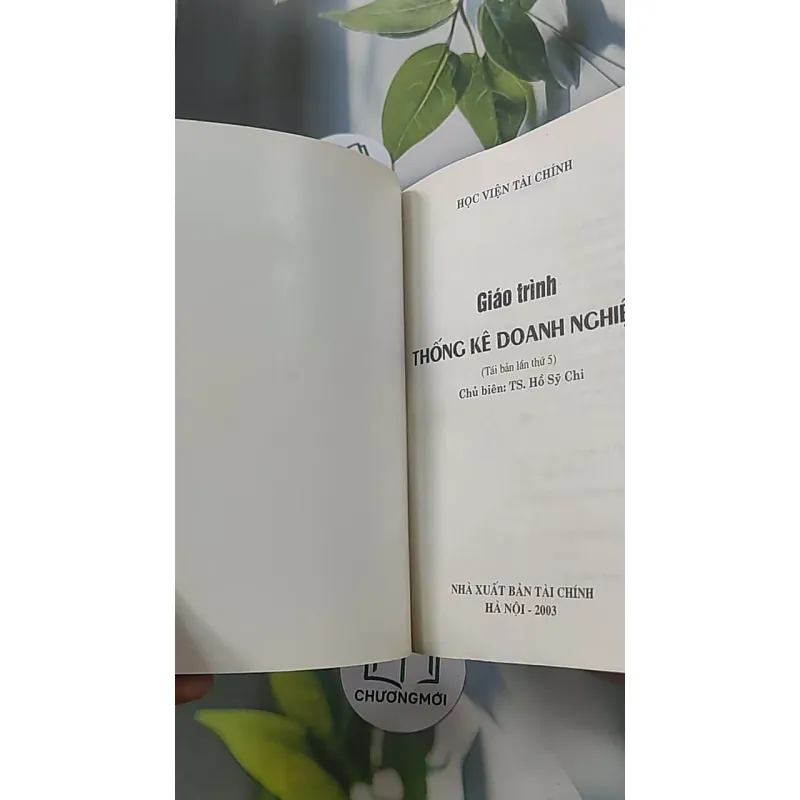 HỌC VIỆN TÀI CHÍNH
Giáo trình
THỐNG KÊ DOANH NGHIỆ
(Tái bản lần thứ 5)
Chủ biên: TS. Hồ Sỹ Chi
NHÀ XUẤT BẢN TÀI CHÍNH
HÀ NỘI - 2003
CHƯƠNGMỚI